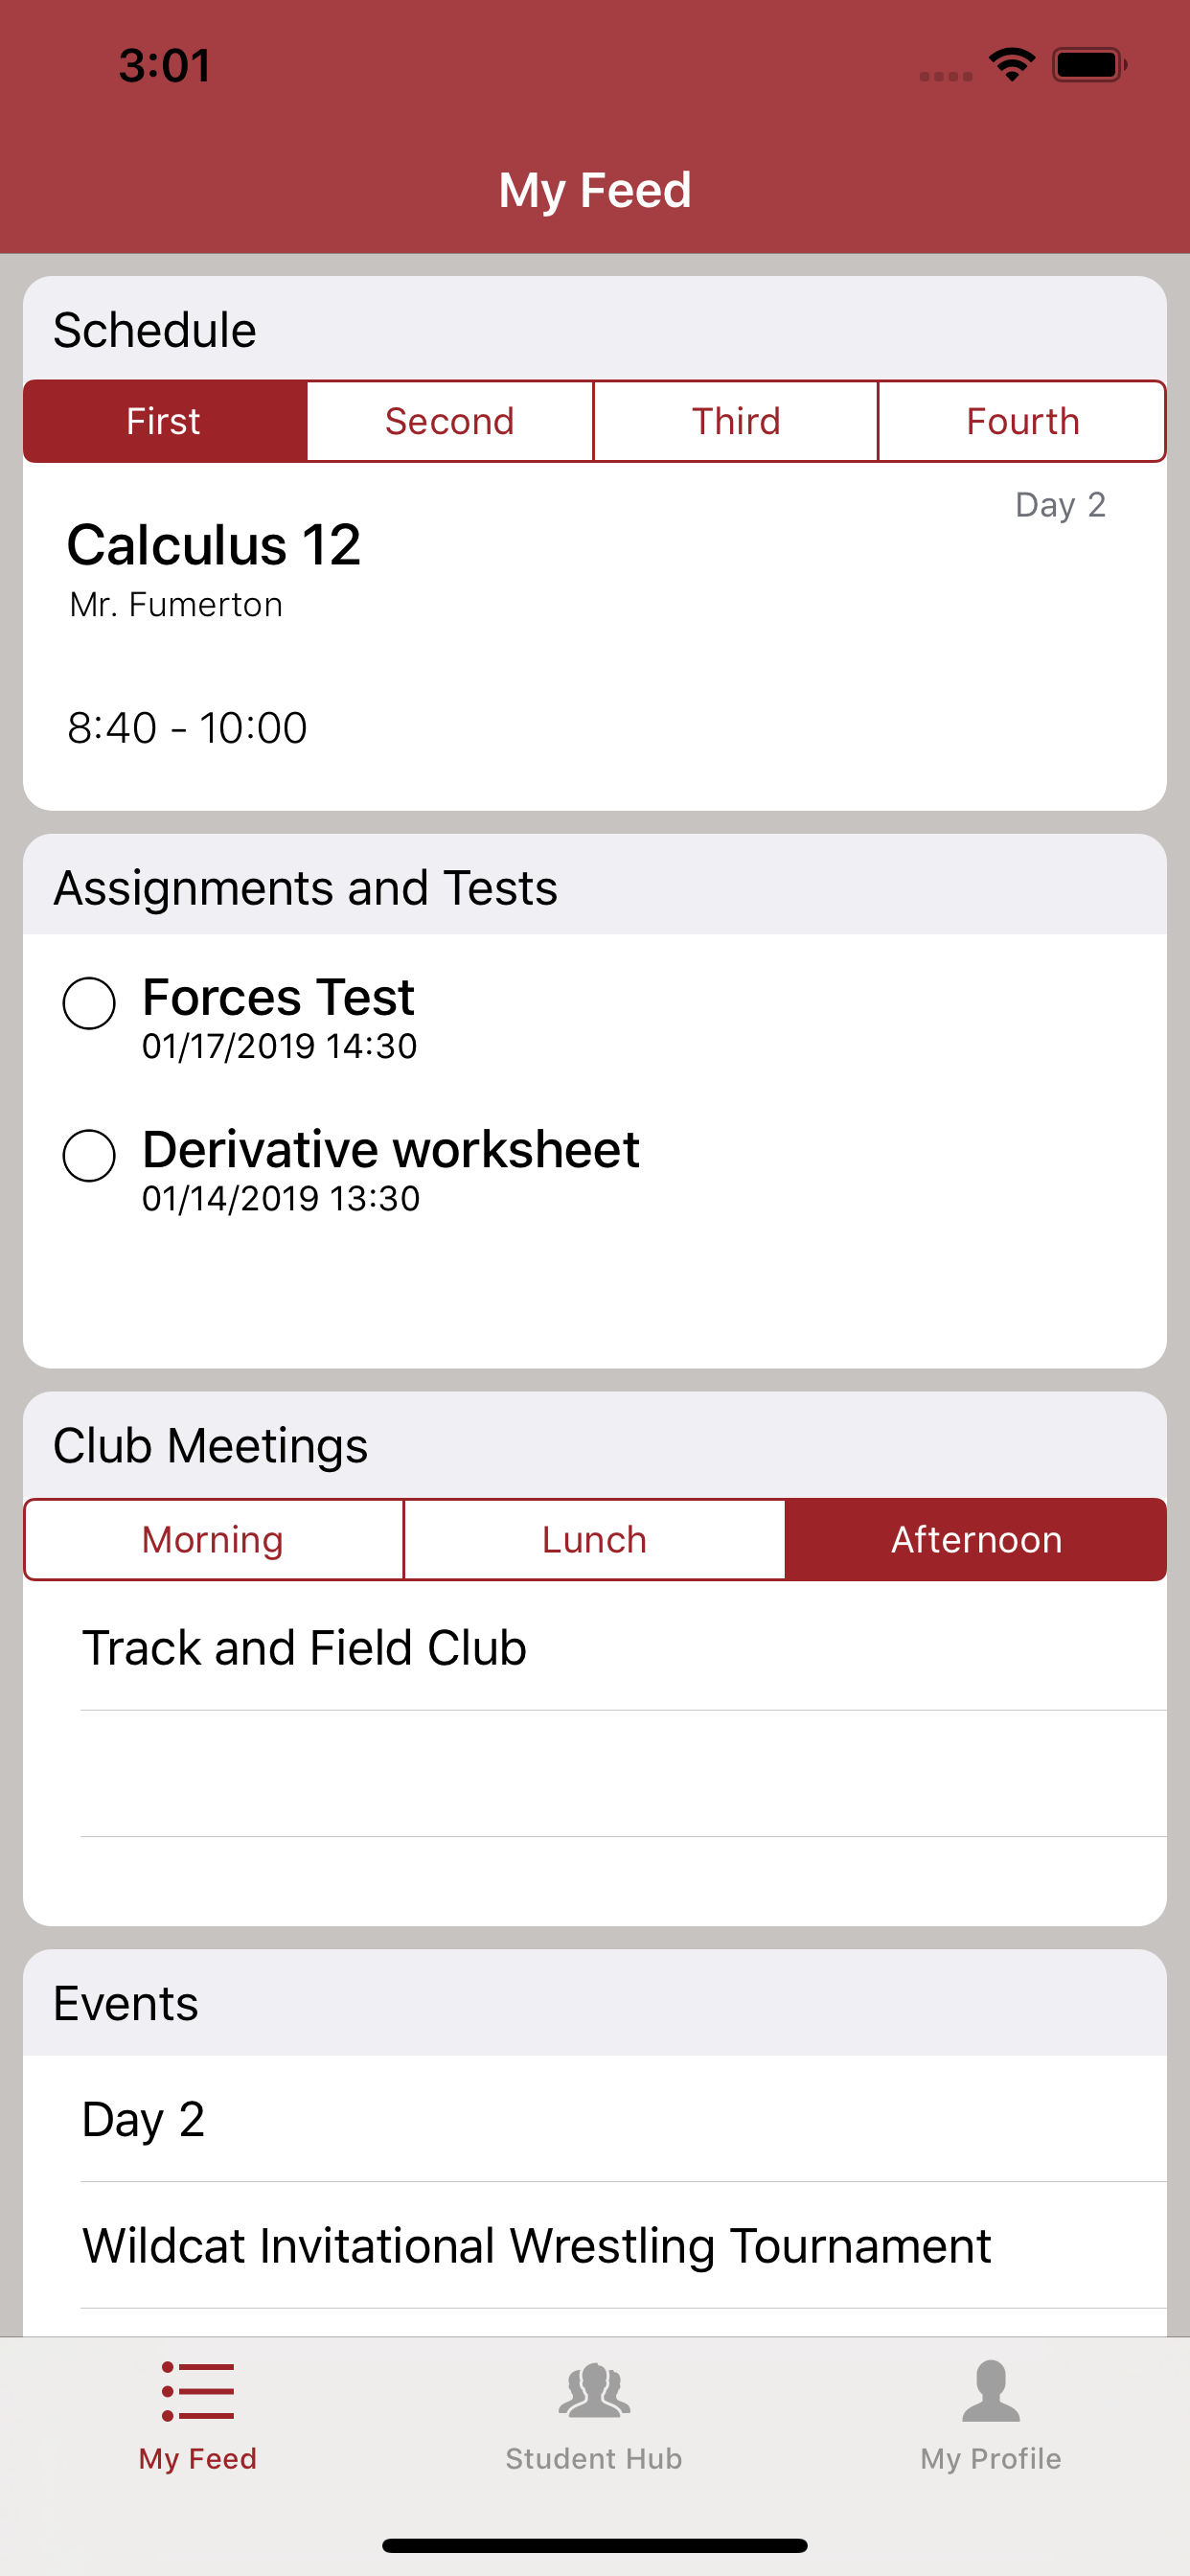 3:01
My Feed
Schedule
First Second Third Fourth
Day 2
Calculus 12
Mr. Fumerton
8:40 - 10:00
Assignments and Tests
Forces Test
01/17/2019 14:30
Derivative worksheet
01/14/2019 13:30
Club Meetings
Morning Lunch Afternoon
Track and Field Club
Events
Day 2
Wildcat Invitational Wrestling Tournament
My Feed Student Hub My Profile